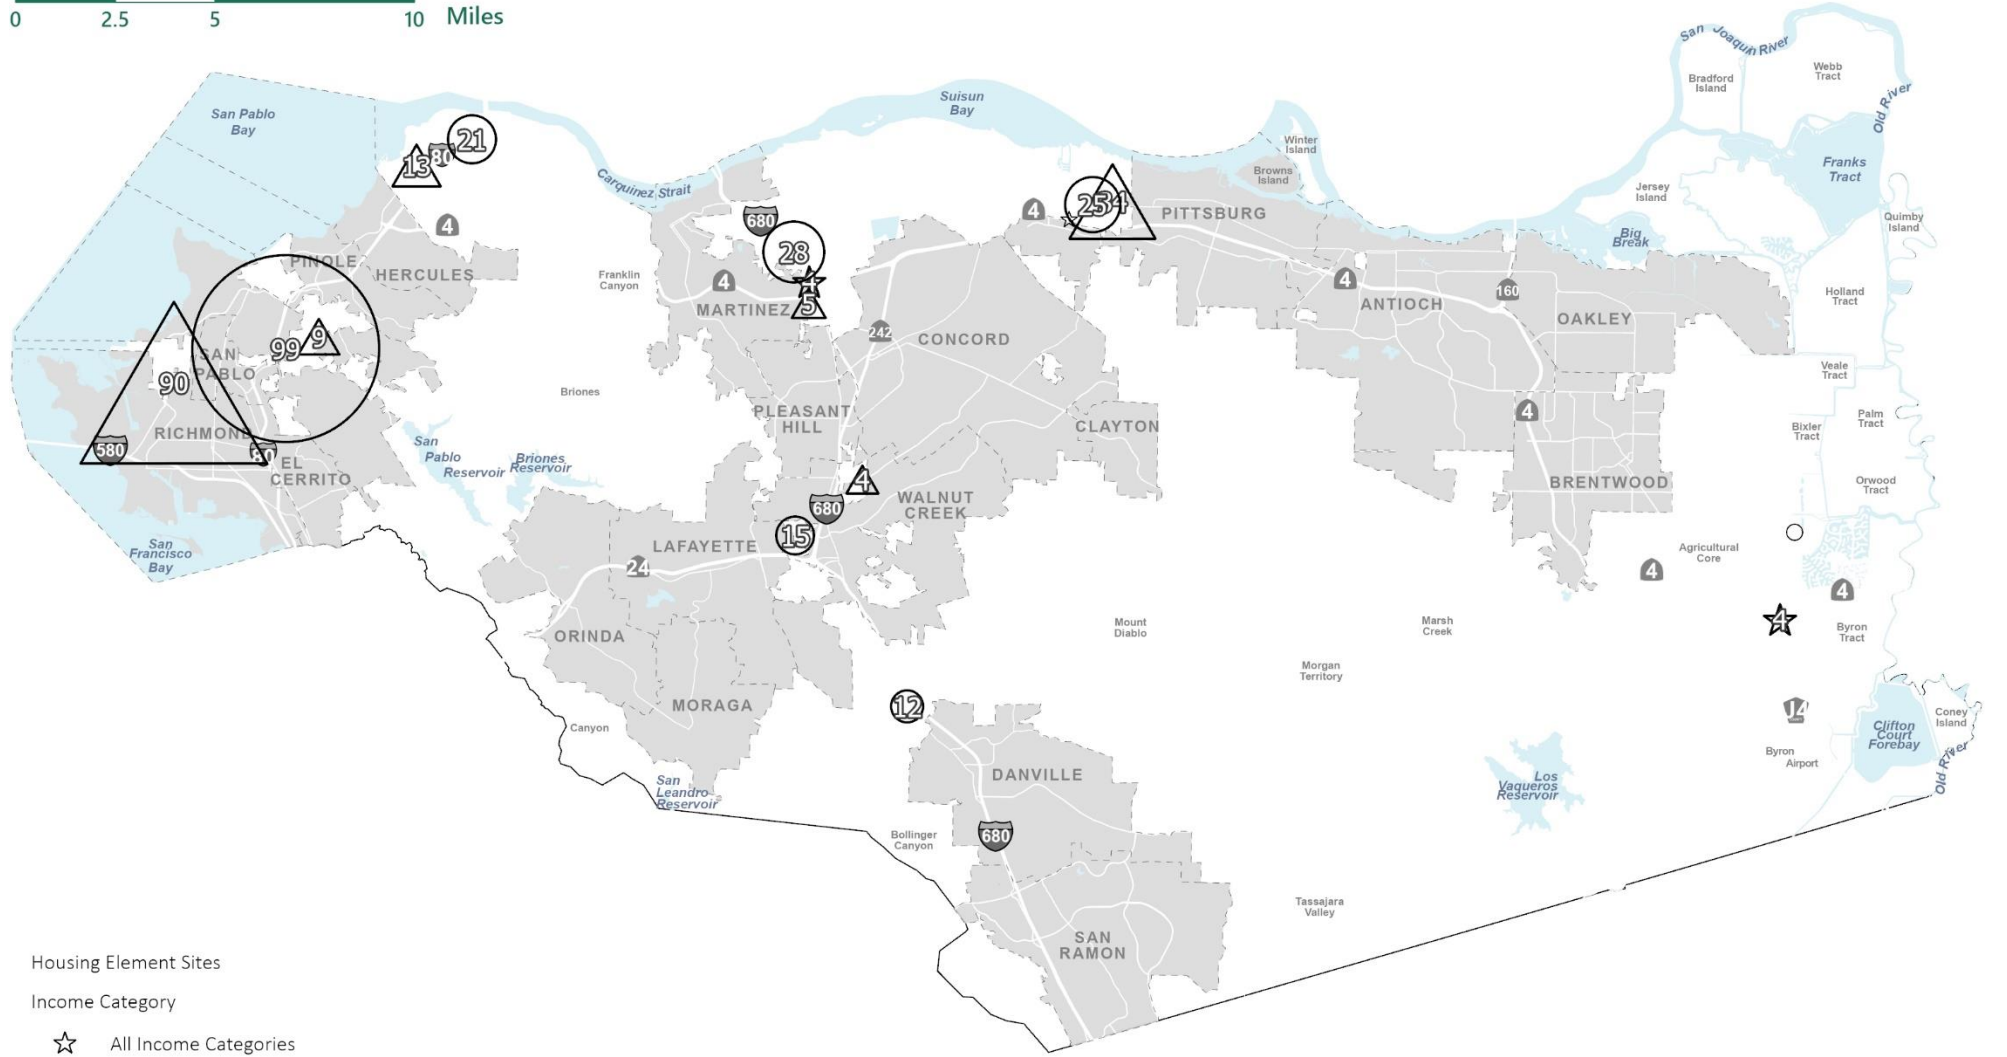 0 2.5 5 10 Miles
San Joaquin River
Webb
Tract
Bradford
Island
Old River
San Pablo
Bay
Suisun
Bay
21
13
80
Winter
Island
Franks
Tract
Browns
Island
Carquinez Strait
Jersey
Island
25
34
4
PITTSBURG
Quimby
Island
4
680
Big
Break
28
PINOLE
HERCULES
Franklin
Canyon
4
4
4
160
Holland
Tract
MARTINEZ
5
ANTIOCH
OAKLEY
242
CONCORD
99
9
SAN
PABLO
90
Briones
Veale
Tract
PLEASANT
HILL
CLAYTON
4
Palm
Tract
Bixler
Tract
RICHMOND
580
80
EL
CERRITO
San
Pablo
Reservoir
Briones
Reservoir
4
680
WALNUT
CREEK
BRENTWOOD
Orwood
Tract
San
Francisco
Bay
15
LAFAYETTE
24
Agricultural
Core
4
4
4
Byron
Tract
ORINDA
Mount
Diablo
Marsh
Creek
Morgan
Territory
MORAGA
12
Canyon
J4
Coney
Island
Clifton
Court
Forebay
Old River
Byron
Airport
DANVILLE
San
Leandro
Reservoir
Los
Vaqueros
Reservoir
680
Bollinger
Canyon
Tassajara
Valley
SAN
RAMON
Housing Element Sites
Income Category
All Income Categories